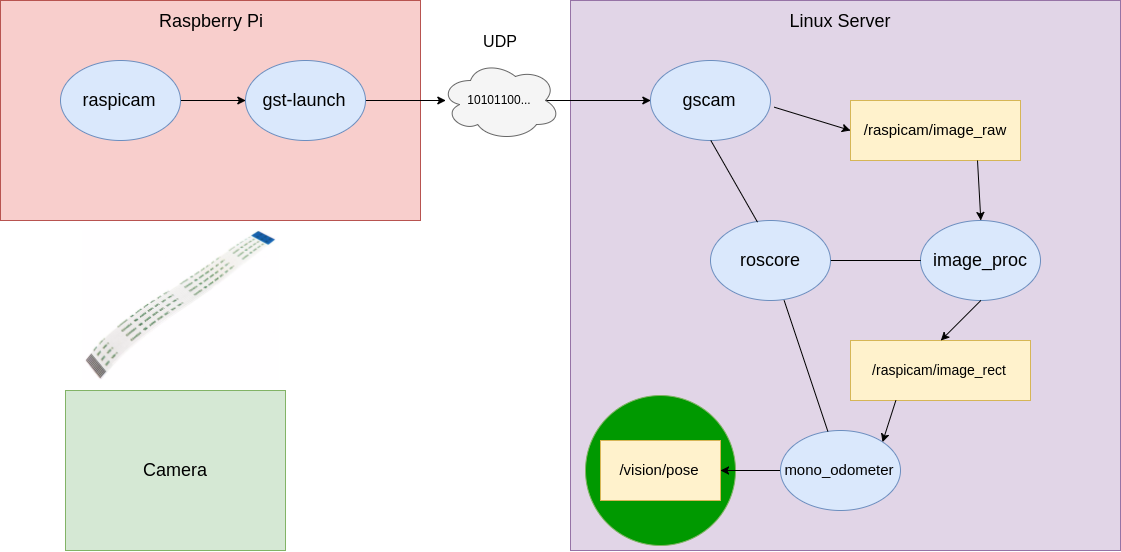 Raspberry Pi
Linux Server
UDP
raspicam
gst-launch
10101100...
gscam
/raspicam/image_raw
roscore
image_proc
/raspicam/image_rect
Camera
/vision/pose
mono_odometer